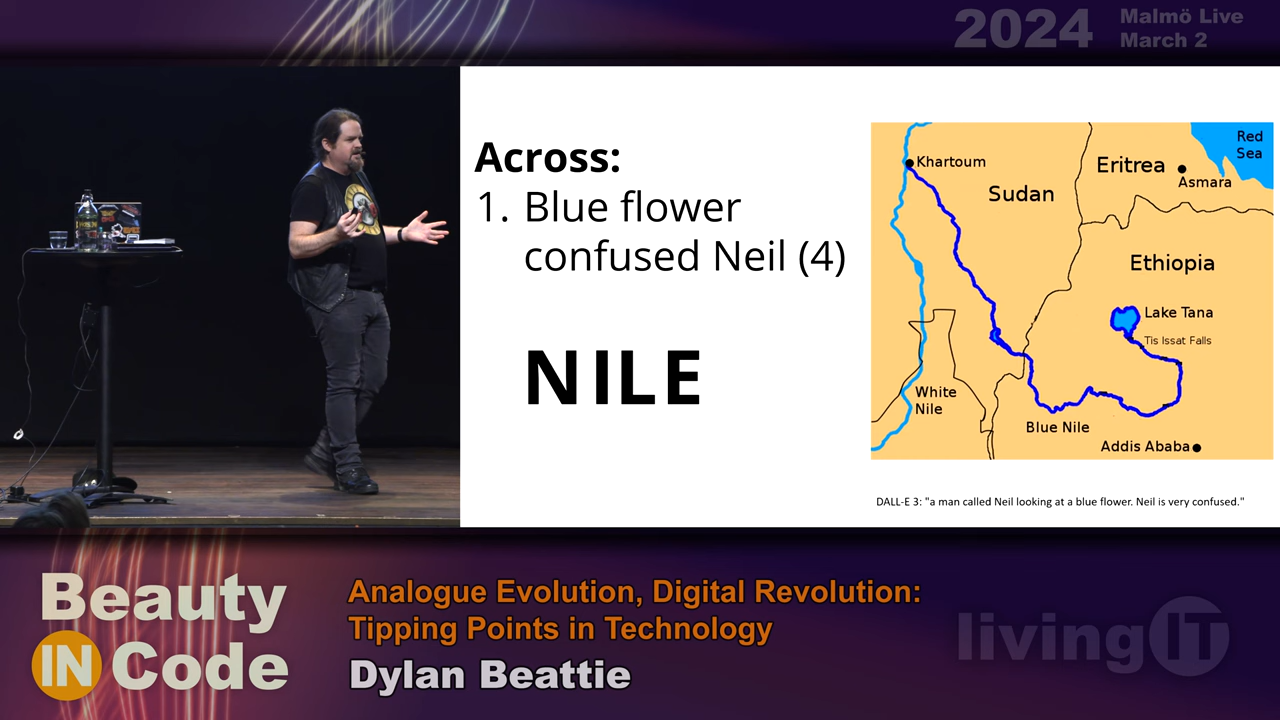 2024
Malmö Live
March 2
Across:
1. Blue flower
confused Neil (4)
NILE
Khartoum
Sudan
Eritrea
Red
Sea
Asmara
Ethiopia
Lake Tana
Tis Issat Falls
White
Nile
Blue Nile
Addis Ababa
DALL-E 3: "a man called Neil looking at a blue flower. Neil is very confused."
Beauty
IN Code
Analogue Evolution, Digital Revolution:
Tipping Points in Technology
Dylan Beattie
livingIT